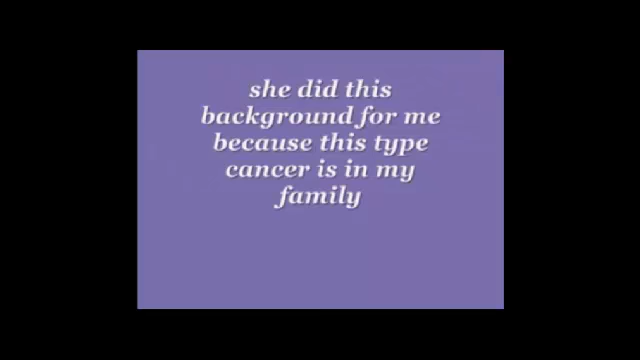 she did this
background for me
because this type
cancer is in my
family